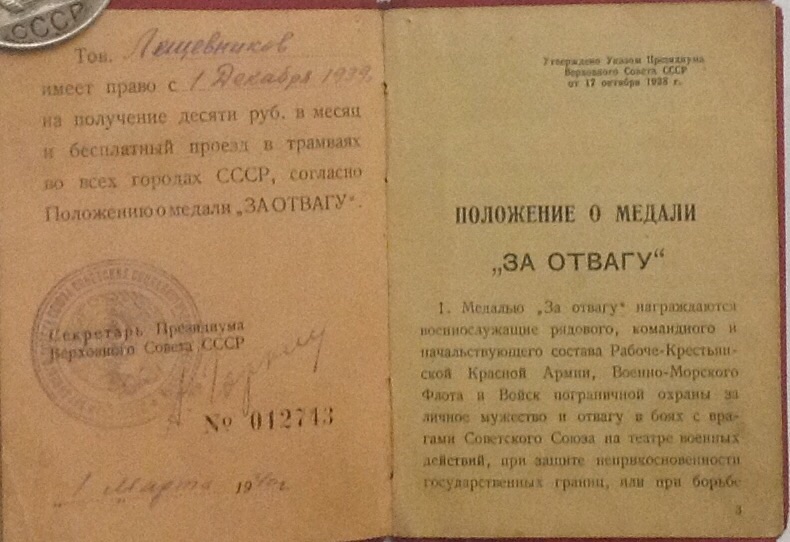 СССР
Тов. Лещевников
имеет право с 1 Декабря 1939г.
на получение десяти руб. в месяц
и бесплатный проезд в трамваях
во всех городах СССР, согласно
Положению о медали „ЗА ОТВАГУ“.
Секретарь Президиума
Верховного Совета СССР
№ 012743
„1 Марта 1940г
Утверждено Указом Президиума
Верховного Совета СССР
от 17 октября 1938 г.
ПОЛОЖЕНИЕ О МЕДАЛИ
„ЗА ОТВАГУ“
1. Медалью „За отвагу“ награждаются
военнослужащие рядового, командного и
начальствующего состава Рабоче-Крестьян-
ской Красной Армии, Военно-Морского
Флота и Войск пограничной охраны за
личное мужество и отвагу в боях с вра-
гами Советского Союза на театре военных
действий, при защите неприкосновенности
государственных границ, или при борьбе
3